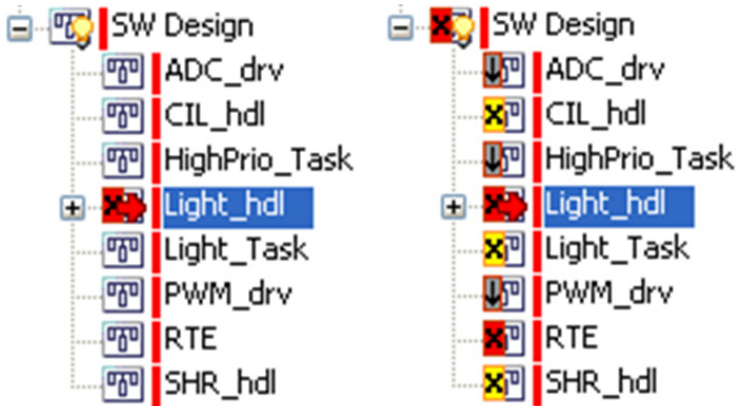 SW Design
ADC_drv
CIL_hdl
HighPrio_Task
Light_hdl
Light_Task
PWM_drv
RTE
SHR_hdl
SW Design
ADC_drv
CIL_hdl
HighPrio_Task
Light_hdl
Light_Task
PWM_drv
RTE
SHR_hdl